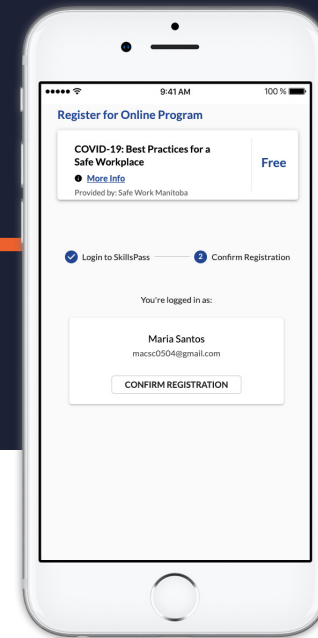 9:41 AM
100 %
Register for Online Program
COVID-19: Best Practices for a
Safe Workplace
Free
More Info
Provided by: Safe Work Manitoba
Login to SkillsPass
2 Confirm Registration
You're logged in as:
Maria Santos
macsc0504@gmail.com
CONFIRM REGISTRATION